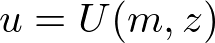 u = U(m, z)